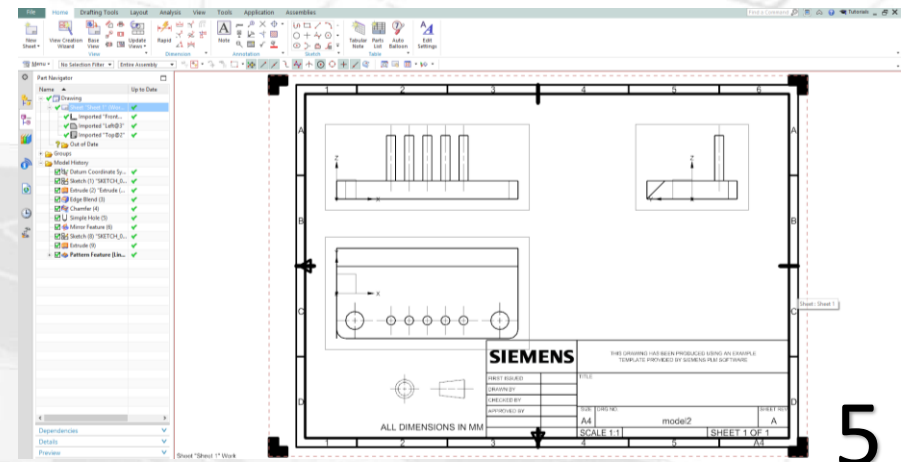 File Home Drafting Tools Layout Analysis View Tools Application Assemblies
Find a Command Tutorials
New Sheet View Creation Wizard Base View Update Views Rapid Note Tabular Note Parts List Auto Balloon Edit Settings
View Dimension Annotation Sketch Table
Menu No Selection Filter Entire Assembly
Part Navigator
Name Up to Date
Drawing
Sheet "Sheet 1"
Imported "Front...
Imported "Left@3"
Imported "Top@2"
Out of Date
Groups
Model History
Datum Coordinate Sy...
Sketch (1) "SKETCH_0...
Extrude (2) "Extrude (...
Edge Blend (3)
Chamfer (4)
Simple Hole (5)
Mirror Feature (6)
Sketch (8) "SKETCH_0...
Extrude (9)
Pattern Feature [Lin...
Dependencies
Details
Preview
Sheet "Sheet 1" Work
1 2 3 4 5 6
A A
B B
C C
D D
Z
X
Z
Y
X
Sheet : Sheet 1
SIEMENS
THIS DRAWING HAS BEEN PRODUCED USING AN EXAMPLE
TEMPLATE PROVIDED BY SIEMENS PLM SOFTWARE
FIRST ISSUED
TITLE
DRAWN BY
CHECKED BY
APPROVED BY
SIZE DRG NO. SHEET REV
A4 model2 A
SCALE 1:1 SHEET 1 OF 1
ALL DIMENSIONS IN MM
1 2 3 4 5 A4
5